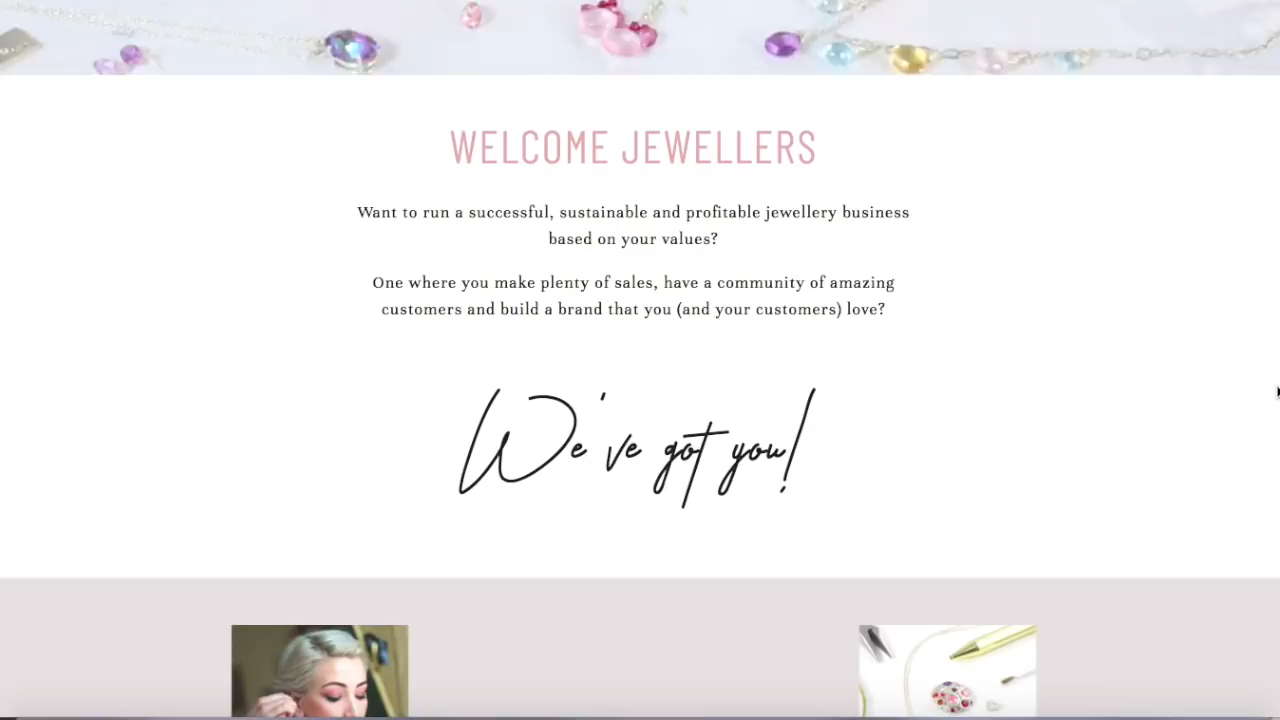 WELCOME JEWELLERS
Want to run a successful, sustainable and profitable jewellery business
based on your values?
One where you make plenty of sales, have a community of amazing
customers and build a brand that you (and your customers) love?
We've got you!